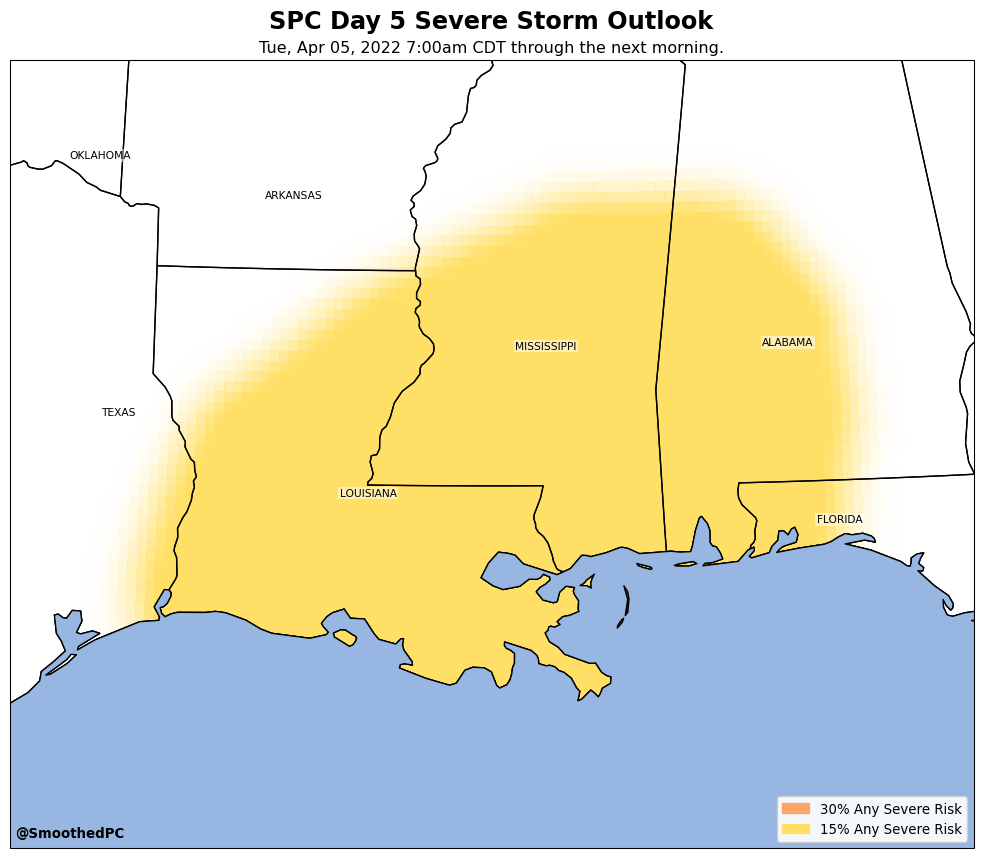 SPC Day 5 Severe Storm Outlook
Tue, Apr 05, 2022 7:00am CDT through the next morning.
OKLAHOMA
ARKANSAS
MISSISSIPPI
ALABAMA
TEXAS
LOUISIANA
FLORIDA
30% Any Severe Risk
15% Any Severe Risk
@SmoothedPC